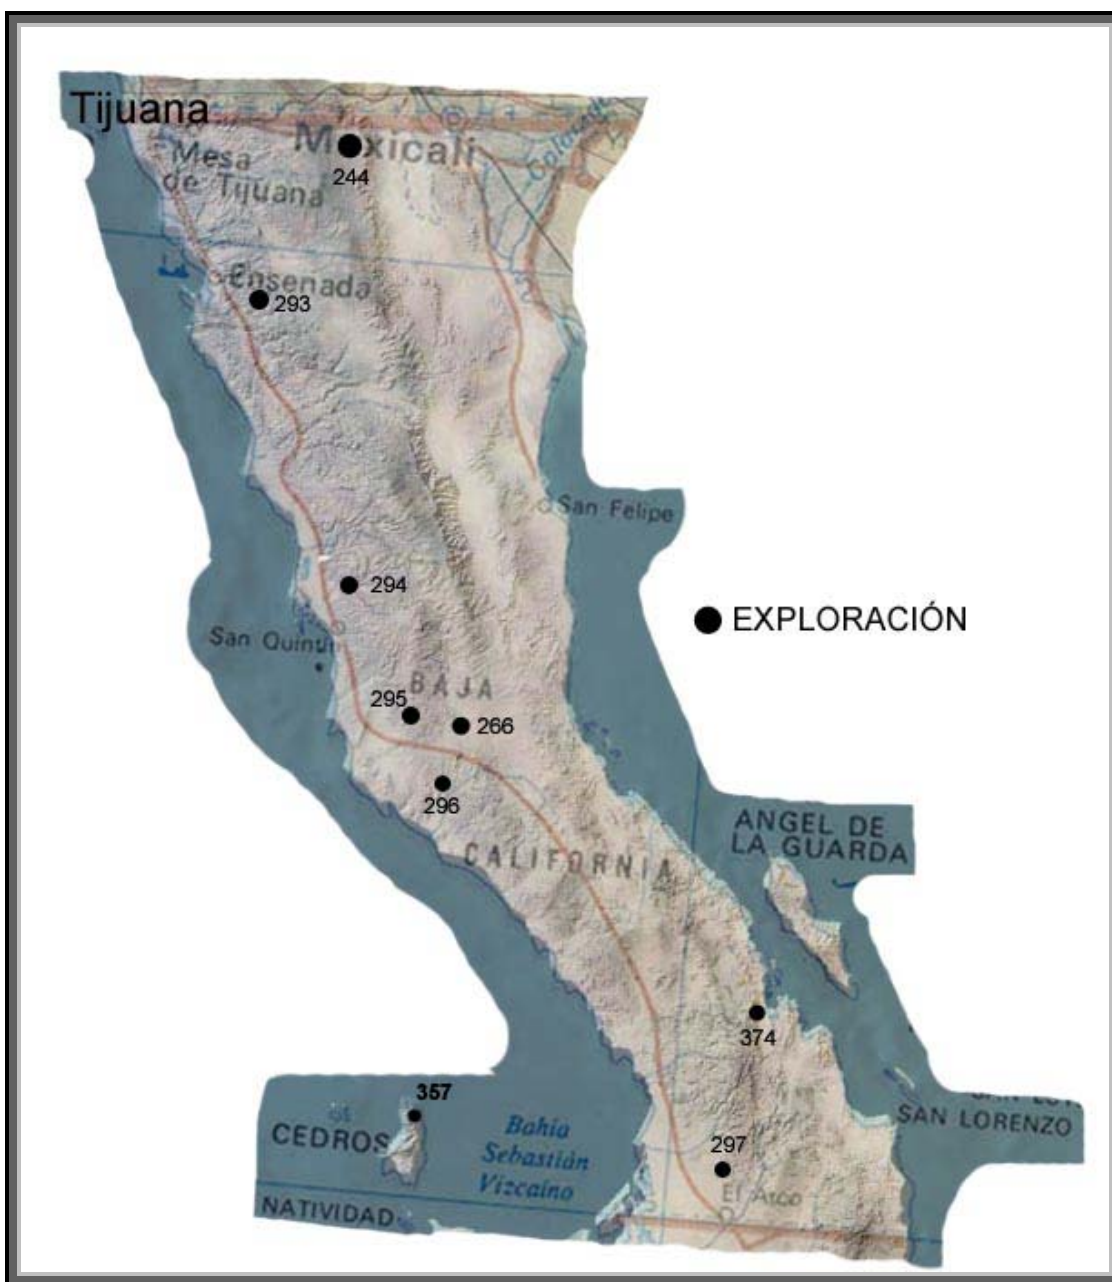 Tijuana
Mexicali
Mesa
de Tijuana
244
Ensenada
293
San Felipe
294
EXPLORACIÓN
San Quintín
BAJA
295
266
296
ANGEL DE
LA GUARDA
CALIFORNIA
374
357
SAN LORENZO
CEDROS
Bahía
Sebastián
Vizcaíno
297
El Arco
NATIVIDAD